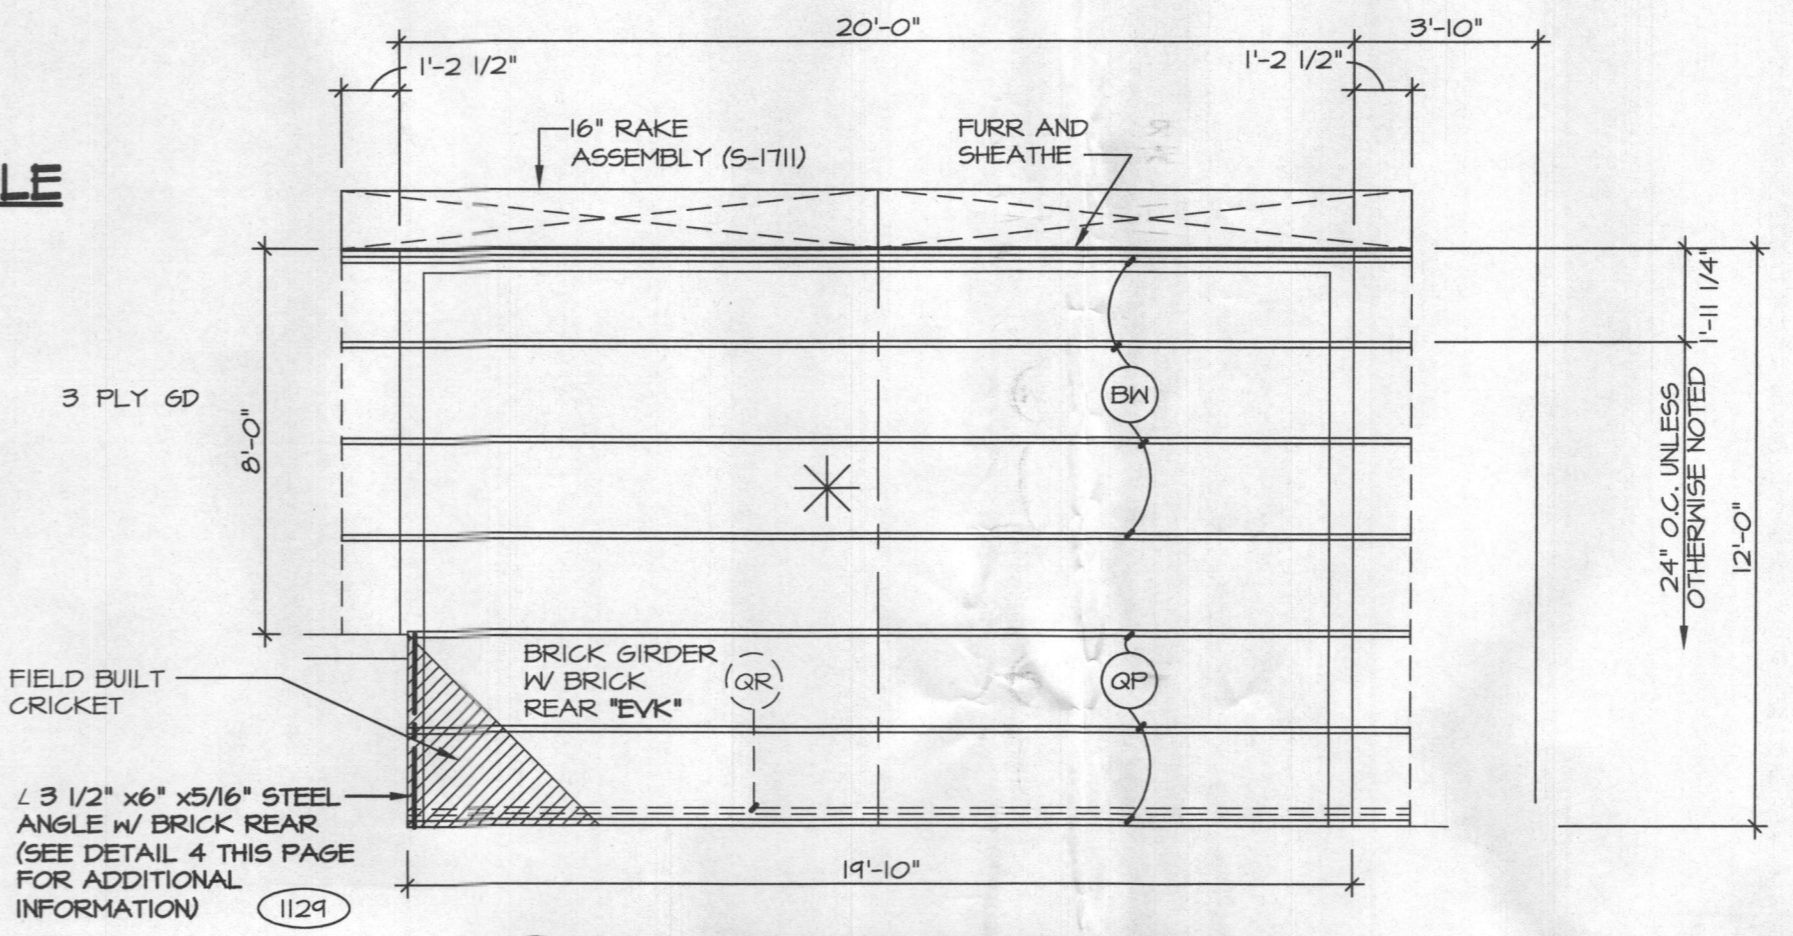 20'-0"
3'-10"
1'-2 1/2"
1'-2 1/2"
16" RAKE
ASSEMBLY (S-1711)
FURR AND
SHEATHE
LE
3 PLY GD
8'-0"
BW
1'-11 1/4"
24" O.C. UNLESS
OTHERWISE NOTED
12'-0"
BRICK GIRDER
W/ BRICK
REAR "EVK"
QR
QP
FIELD BUILT
CRICKET
∠ 3 1/2" x6" x5/16" STEEL
ANGLE W/ BRICK REAR
(SEE DETAIL 4 THIS PAGE
FOR ADDITIONAL
INFORMATION)
1129
19'-10"